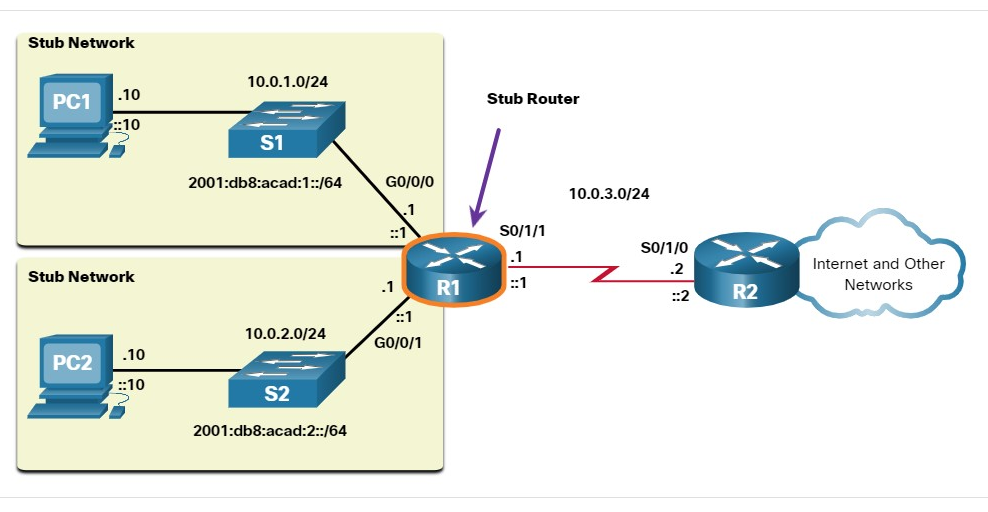 Stub Network
10.0.1.0/24
PC1
.10
::10
S1
2001:db8:acad:1::/64
G0/0/0
.1
::1
Stub Router
10.0.3.0/24
S0/1/1
.1
::1
R1
S0/1/0
.2
::2
R2
Internet and Other
Networks
Stub Network
.1
::1
G0/0/1
10.0.2.0/24
PC2
.10
::10
S2
2001:db8:acad:2::/64